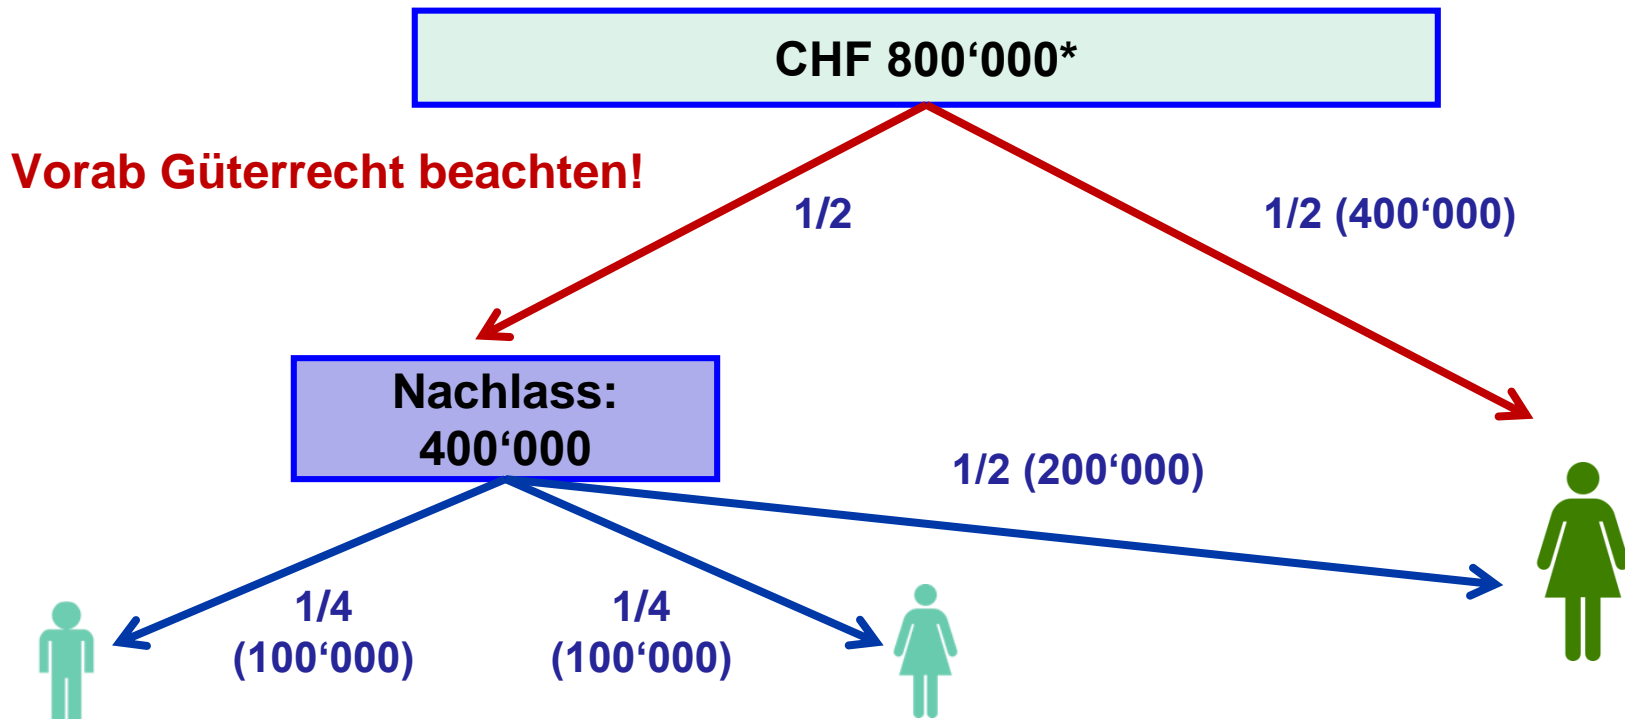 CHF 800‘000*
Vorab Güterrecht beachten!
1/2
1/2 (400‘000)
Nachlass:
400‘000
1/2 (200‘000)
1/4
(100‘000)
1/4
(100‘000)